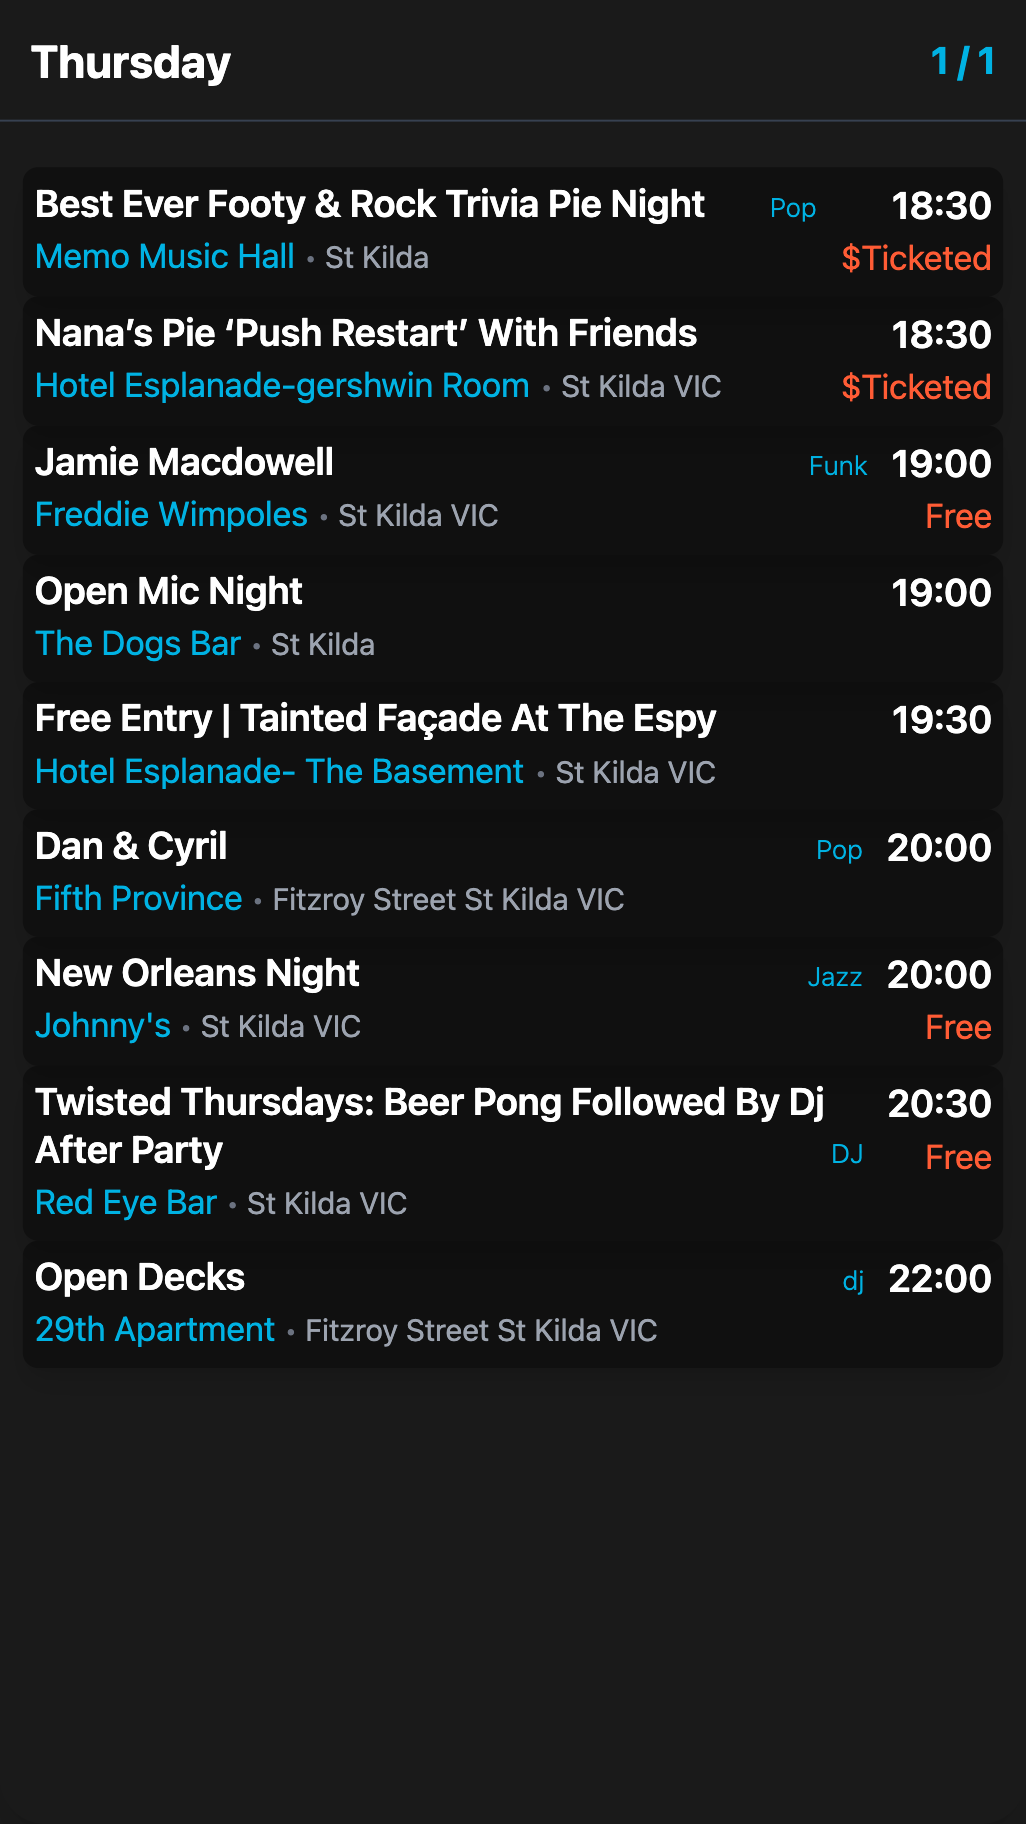 Thursday 1 / 1
Best Ever Footy & Rock Trivia Pie Night Pop 18:30
Memo Music Hall • St Kilda $Ticketed
Nana’s Pie ‘Push Restart’ With Friends 18:30
Hotel Esplanade-gershwin Room • St Kilda VIC $Ticketed
Jamie Macdowell Funk 19:00
Freddie Wimpoles • St Kilda VIC Free
Open Mic Night 19:00
The Dogs Bar • St Kilda
Free Entry | Tainted Façade At The Espy 19:30
Hotel Esplanade- The Basement • St Kilda VIC
Dan & Cyril Pop 20:00
Fifth Province • Fitzroy Street St Kilda VIC
New Orleans Night Jazz 20:00
Johnny's • St Kilda VIC Free
Twisted Thursdays: Beer Pong Followed By Dj 20:30
After Party DJ Free
Red Eye Bar • St Kilda VIC
Open Decks dj 22:00
29th Apartment • Fitzroy Street St Kilda VIC